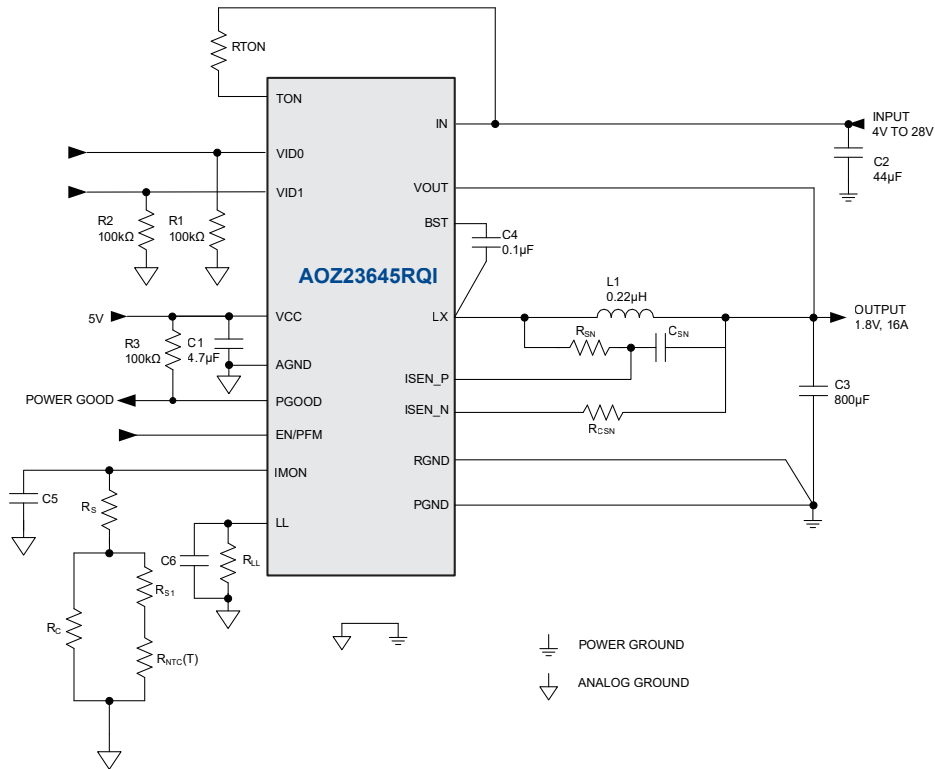 RTON
TON
IN
INPUT
4V TO 28V
VID0
C2
44µF
VID1
VOUT
R2
100kΩ
R1
100kΩ
BST
C4
0.1µF
AOZ23645RQI
L1
0.22µH
5V
VCC
LX
OUTPUT
1.8V, 16A
R3
100kΩ
C1
4.7µF
RSN
CSN
AGND
ISEN_P
POWER GOOD
PGOOD
ISEN_N
C3
800µF
RCSN
EN/PFM
IMON
RGND
C5
RS
PGND
LL
C6
RLL
RS1
RC
RNTC(T)
POWER GROUND
ANALOG GROUND